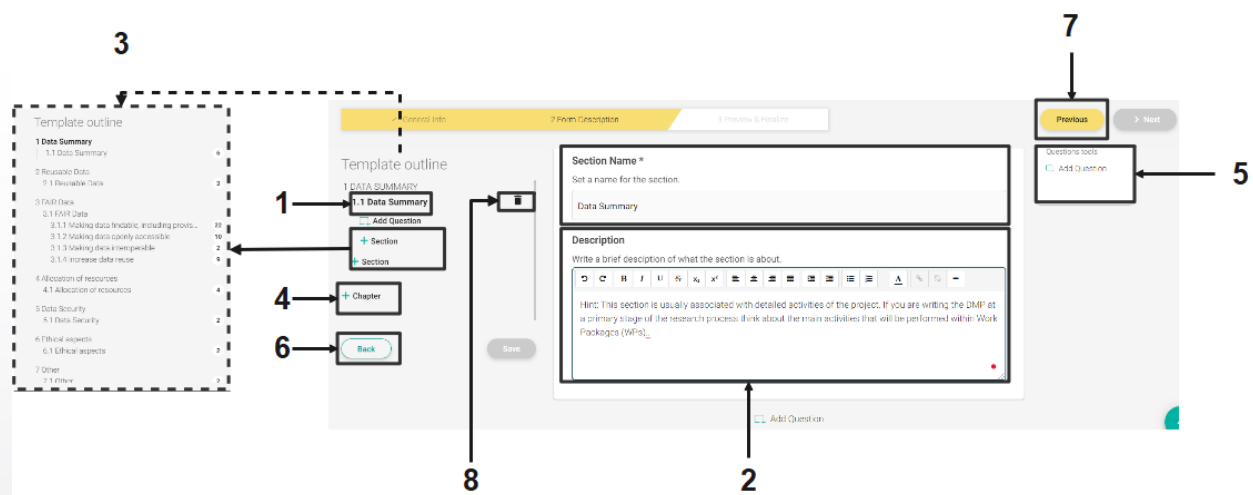 3
7
General Info
2 Form Description
3 Preview & Finalize
Previous
Next
Template outline
1 Data Summary
1.1 Data Summary 6
2 Reusable Data
2.1 Reusable Data 3
3 FAIR Data
3.1 FAIR Data
3.1.1 Making data findable, including provis... 22
3.1.2 Making data openly accessible 10
3.1.3 Making data interoperable 2
3.1.4 Increase data reuse 9
4 Allocation of resources
4.1 Allocation of resources 4
5 Data Security
5.1 Data Security 2
6 Ethical aspects
6.1 Ethical aspects 2
7 Other
7.1 Other 2
Template outline
1 DATA SUMMARY
1
1.1 Data Summary
Add Question
+ Section
+ Section
4
+ Chapter
6
Back
Save
8
Section Name *
Set a name for the section.
Data Summary
Description
Write a brief desciption of what the section is about.
B I U S x₂ x² A
Hint: This section is usually associated with detailed activities of the project. If you are writing the DMP at
a primary stage of the research process think about the main activities that will be performed within Work
Packages (WPs).
Add Question
2
Questions tools
Add Question
5